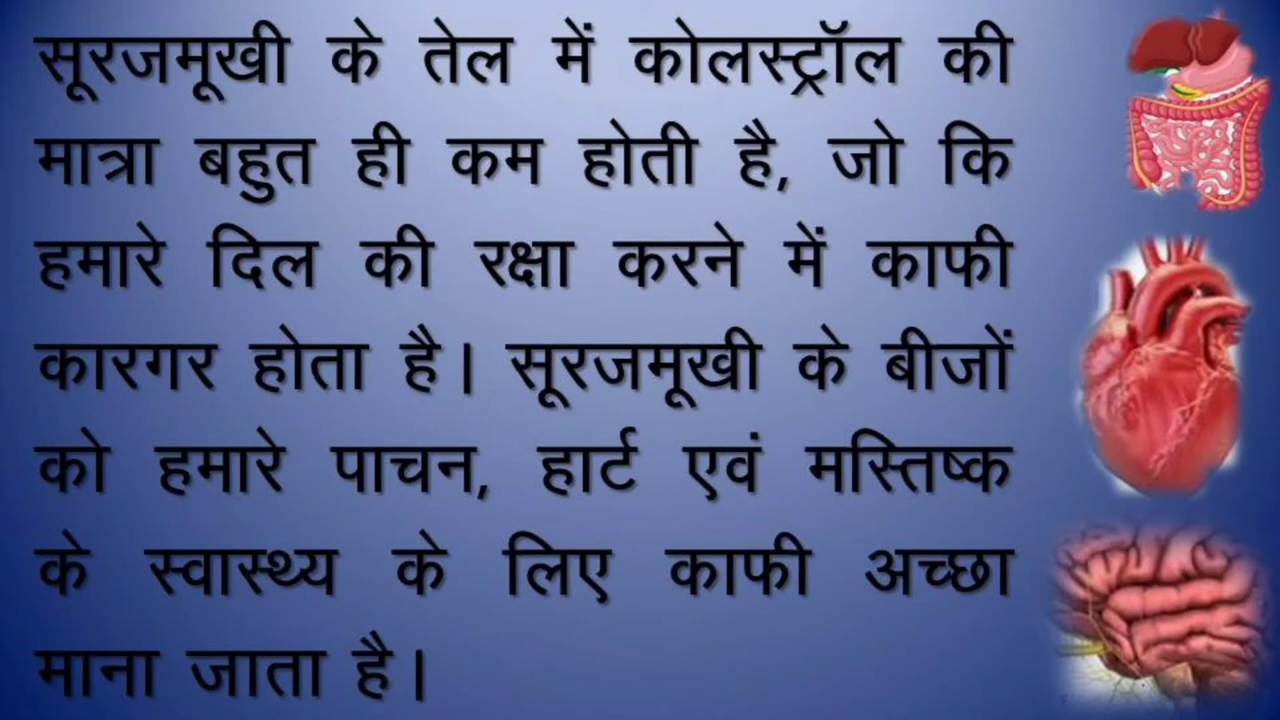 सूरजमूखी के तेल में कोलस्ट्रॉल की
मात्रा बहुत ही कम होती है, जो कि
हमारे दिल की रक्षा करने में काफी
कारगर होता है। सूरजमूखी के बीजों
को हमारे पाचन, हार्ट एवं मस्तिष्क
के स्वास्थ्य के लिए काफी अच्छा
माना जाता है।